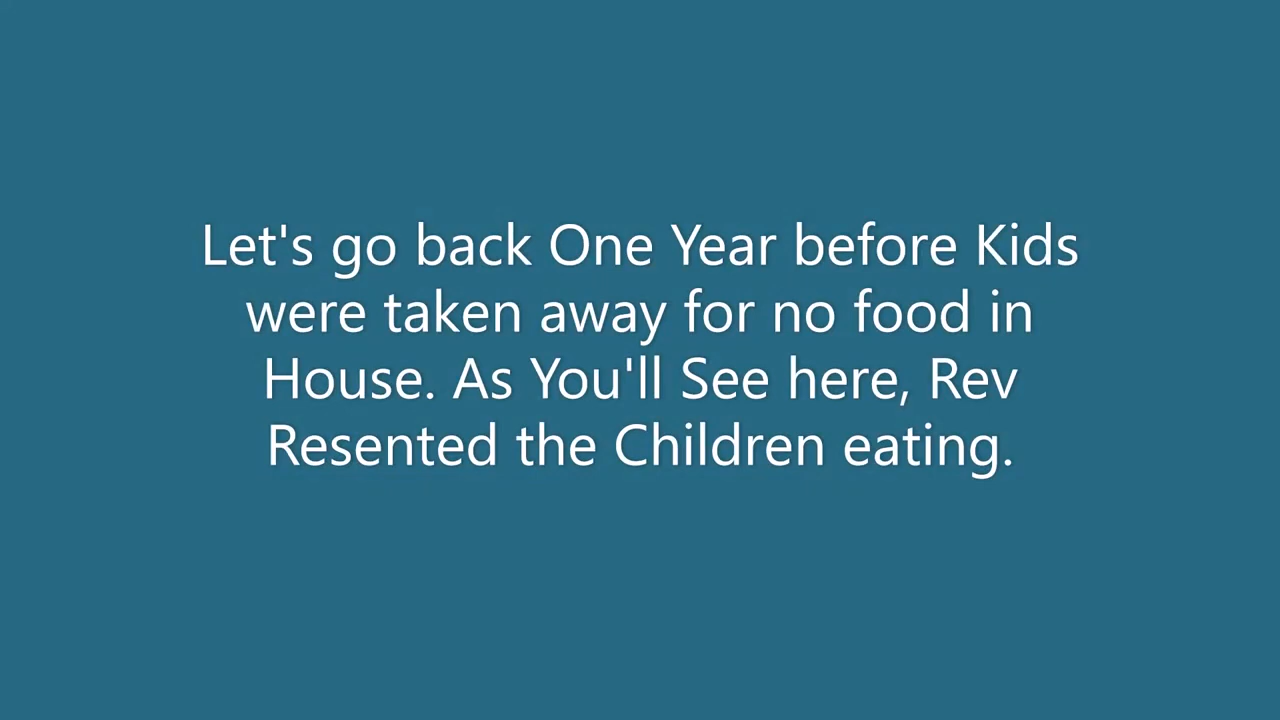 Let's go back One Year before Kids
were taken away for no food in
House. As You'll See here, Rev
Resented the Children eating.